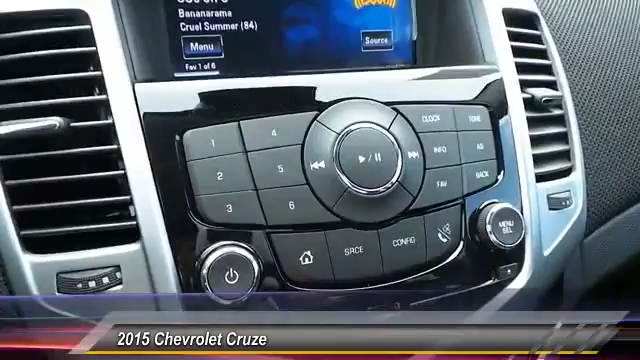 Bananarama
Cruel Summer (84)
Menu
Source
Fav 1 of 6
1
4
CLOCK
TONE
2
5
INFO
AS
3
6
FAV
BACK
SRCE
CONFIG
MENU
SEL
2015 Chevrolet Cruze